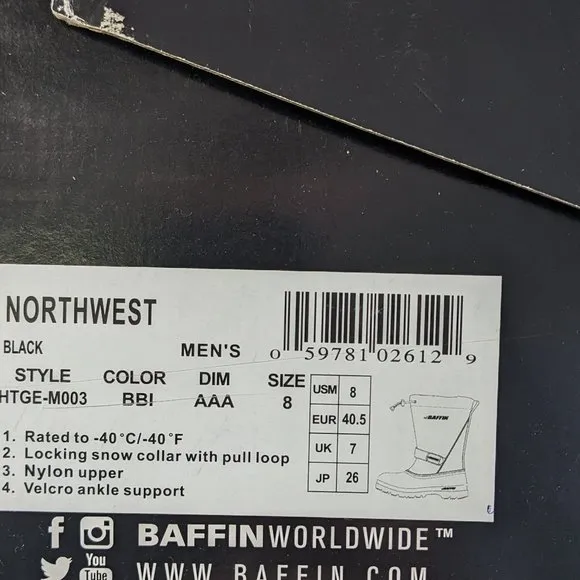 NORTHWEST
BLACK MEN'S
STYLE COLOR DIM SIZE
HTGE-M003 BB! AAA 8
1. Rated to -40°C/-40°F
2. Locking snow collar with pull loop
3. Nylon upper
4. Velcro ankle support
0 59781 02612 9
USM 8
EUR 40.5
UK 7
JP 26
BAFFIN
f BAFFINWORLDWIDE™
You Tube WWW.BAFFIN.COM